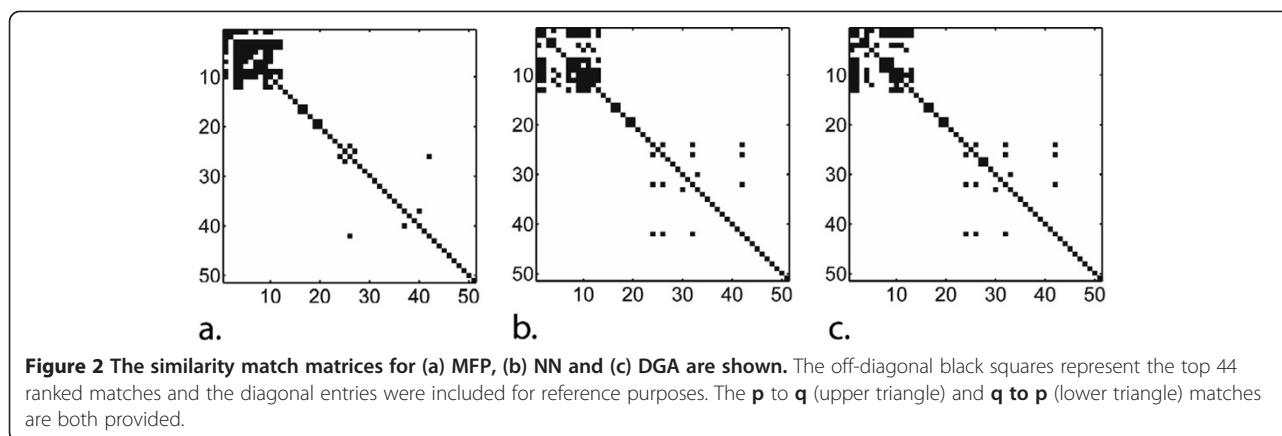 10
20
30
40
50
10 20 30 40 50
a.
10
20
30
40
50
10 20 30 40 50
b.
10
20
30
40
50
10 20 30 40 50
c.
Figure 2 The similarity match matrices for (a) MFP, (b) NN and (c) DGA are shown. The off-diagonal black squares represent the top 44
ranked matches and the diagonal entries were included for reference purposes. The p to q (upper triangle) and q to p (lower triangle) matches
are both provided.